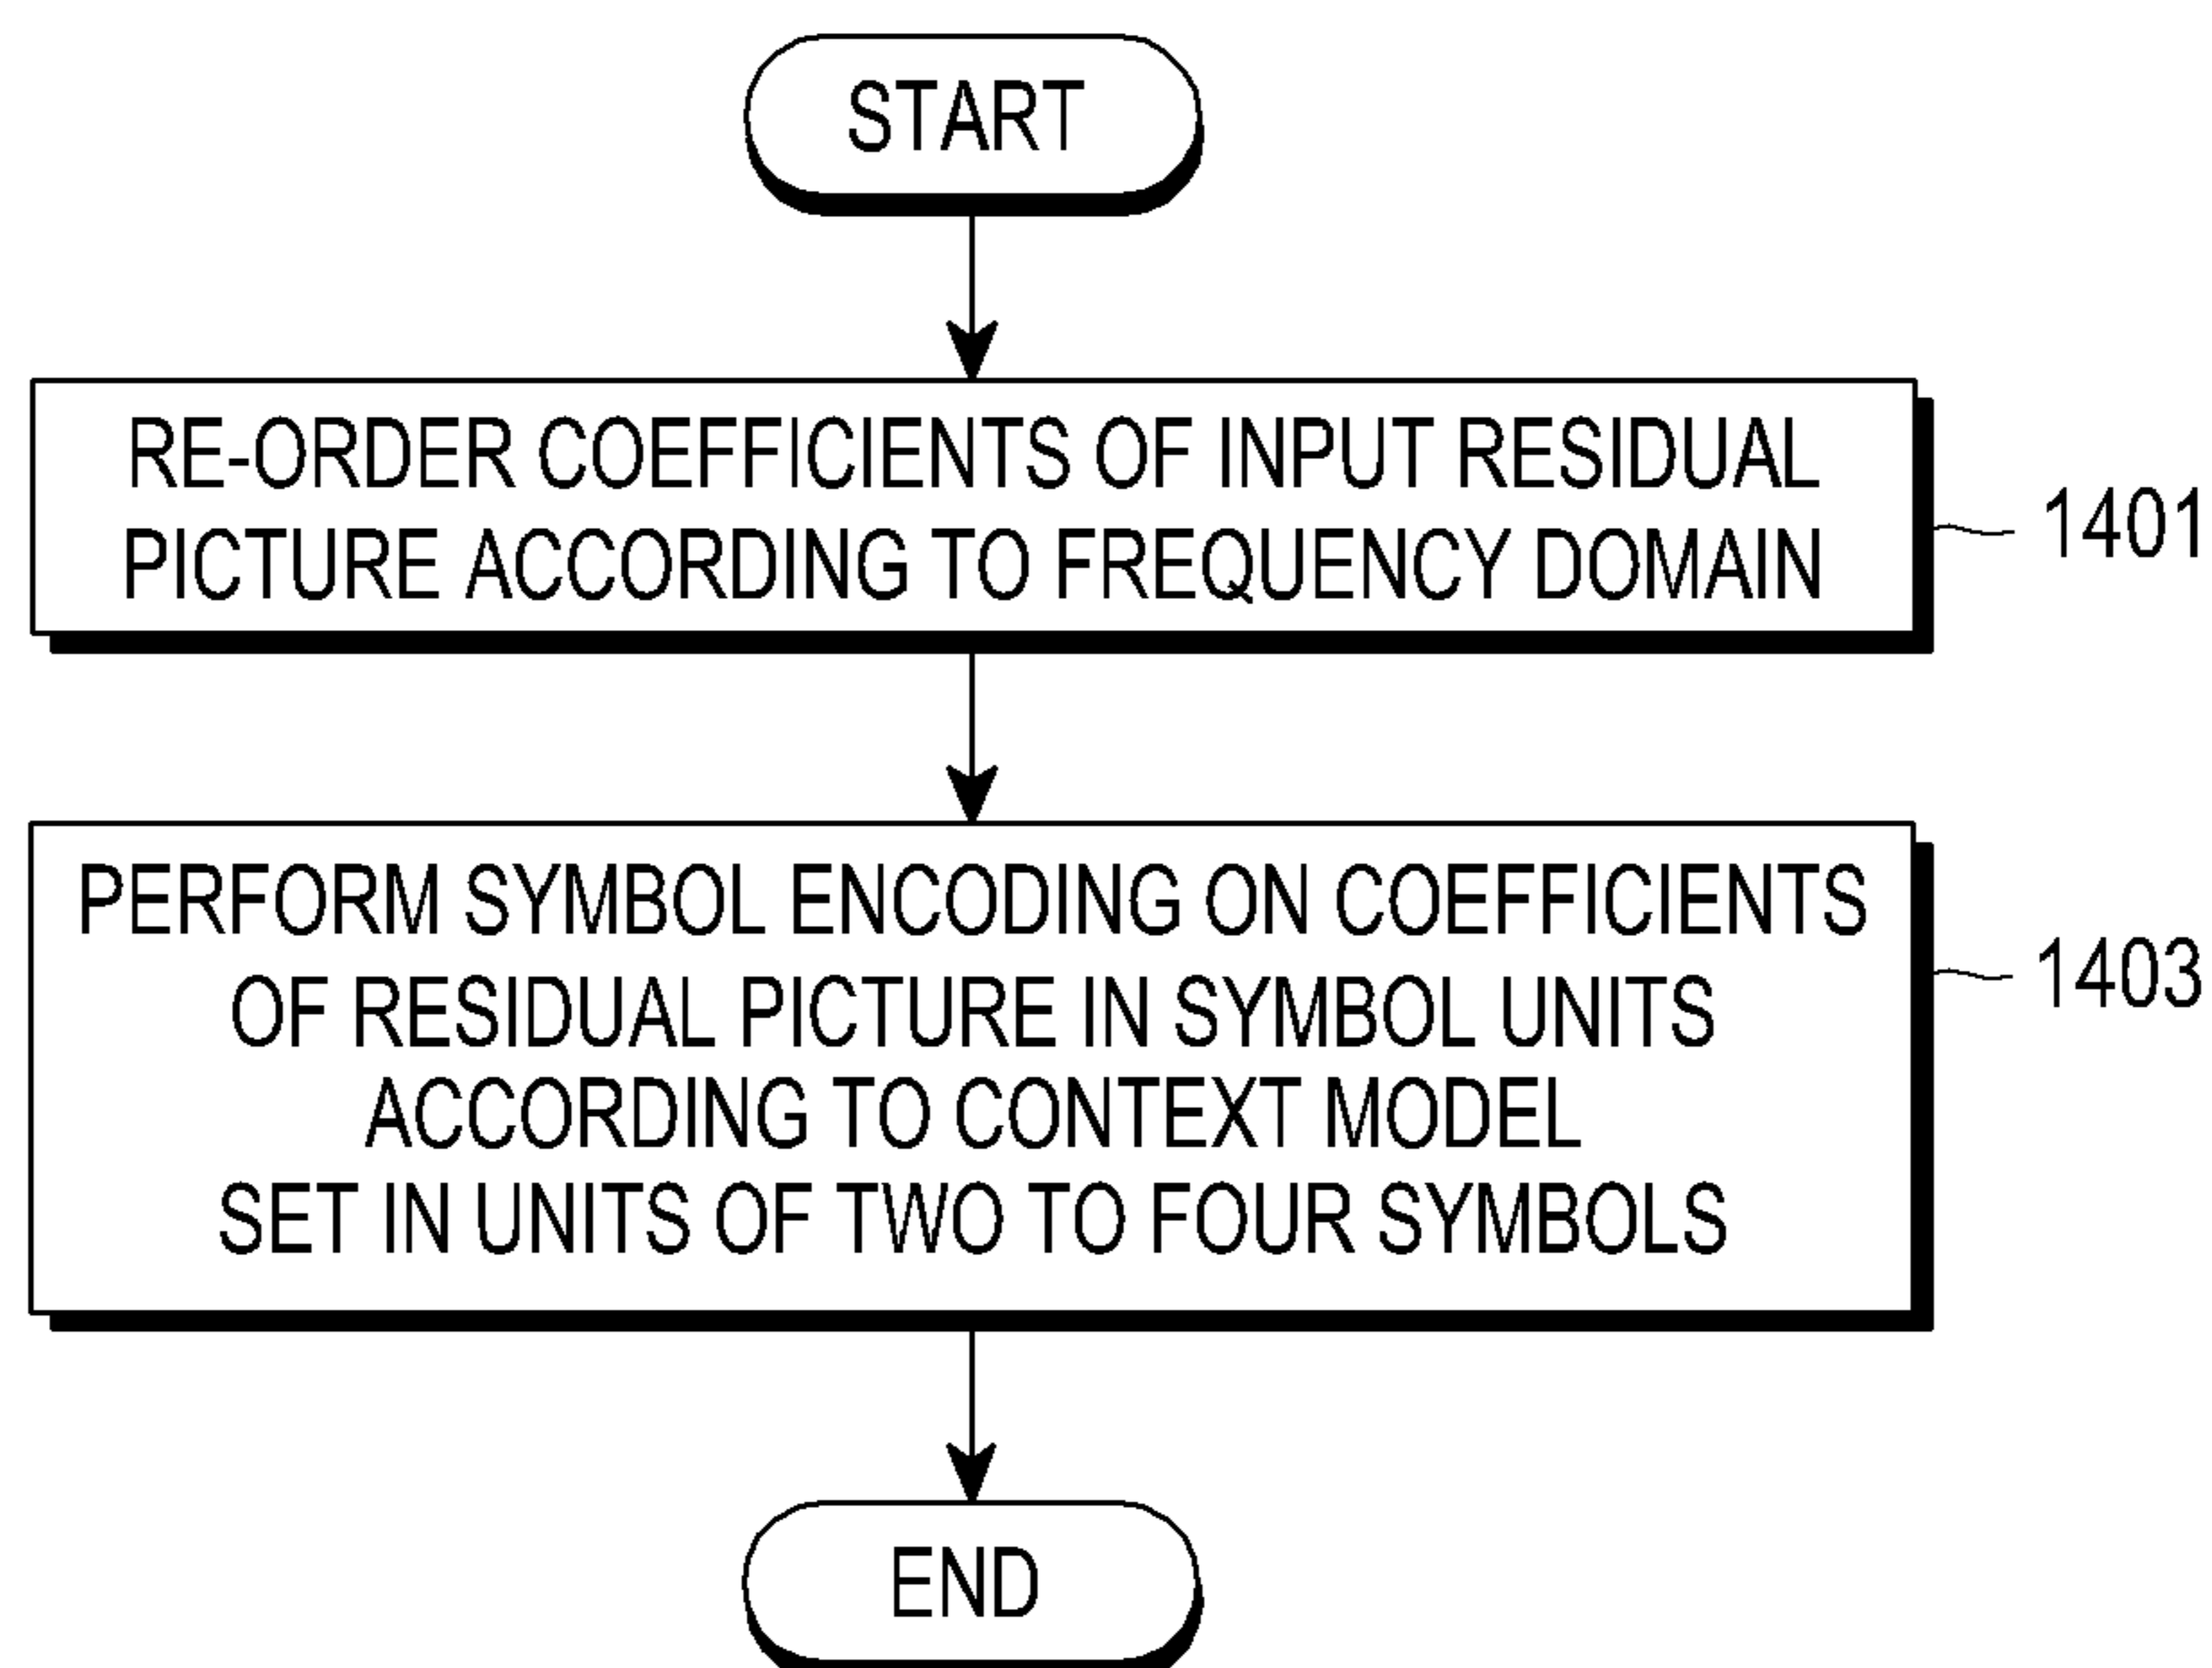 START
RE-ORDER COEFFICIENTS OF INPUT RESIDUAL
PICTURE ACCORDING TO FREQUENCY DOMAIN
1401
PERFORM SYMBOL ENCODING ON COEFFICIENTS
OF RESIDUAL PICTURE IN SYMBOL UNITS
ACCORDING TO CONTEXT MODEL
SET IN UNITS OF TWO TO FOUR SYMBOLS
1403
END